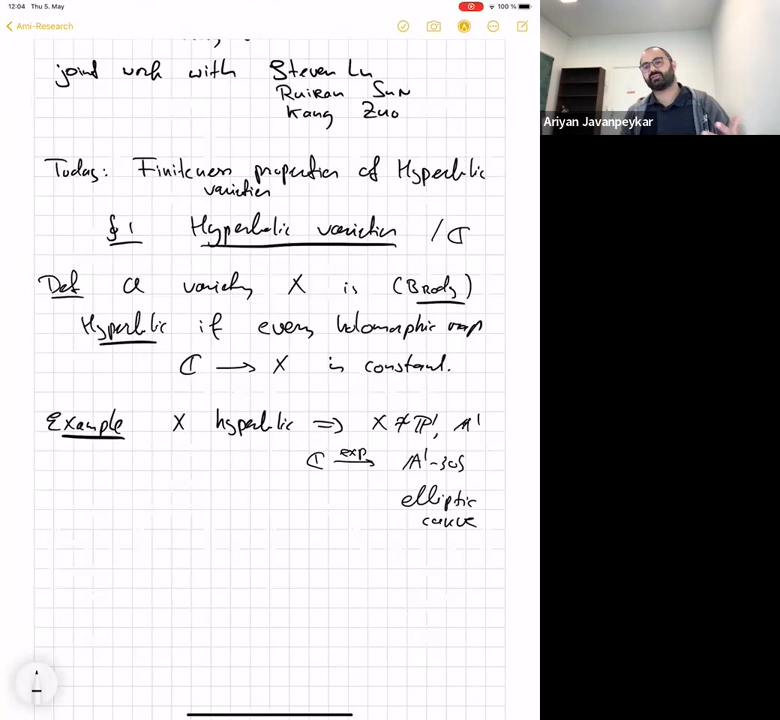 12:04 Thu 5. May
100 %
Ami-Research
joint work with Steven Lu
Ruiran Sun
Kang Zuo
Ariyan Javanpeykar
Today: Finiteness properties of Hyperbolic
varieties
§ 1 Hyperbolic varieties / ℂ
Def A variety X is (Brody)
Hyperbolic if every holomorphic map
ℂ ⟶ X is constant.
Example X hyperbolic ⇒ X ≠ ℙ¹, A¹
ℂ exp⟶ A¹-{0}
elliptic
curve